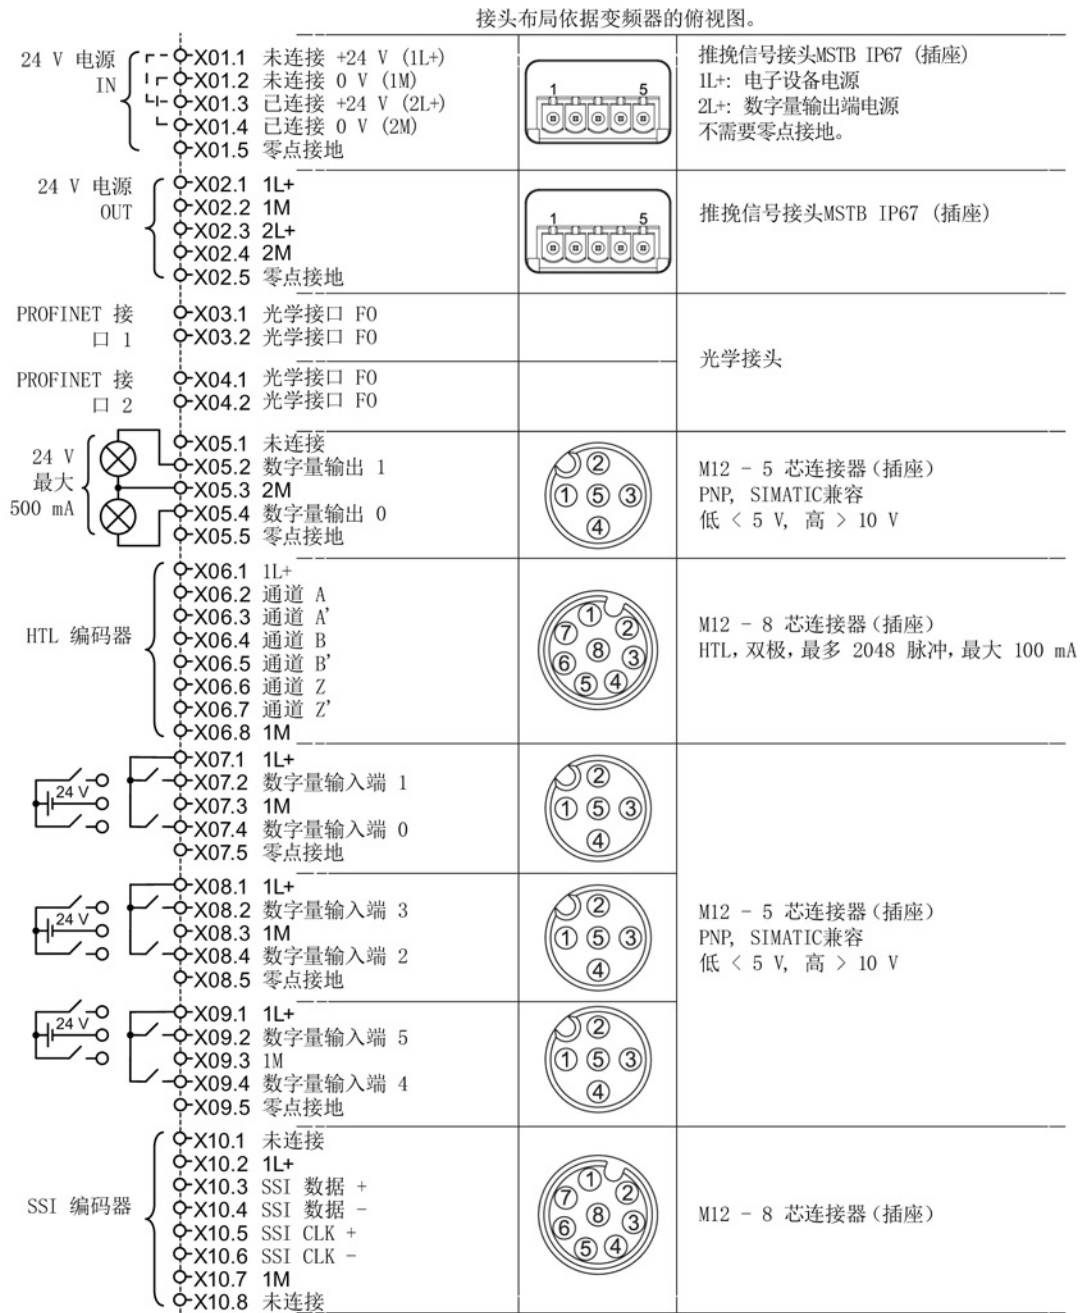 接头布局依据变频器的俯视图。
24 V 电源
IN
X01.1 未连接 +24 V (1L+)
X01.2 未连接 0 V (1M)
X01.3 已连接 +24 V (2L+)
X01.4 已连接 0 V (2M)
X01.5 零点接地
1 5
推挽信号接头MSTB IP67 (插座)
1L+: 电子设备电源
2L+: 数字量输出端电源
不需要零点接地。
24 V 电源
OUT
X02.1 1L+
X02.2 1M
X02.3 2L+
X02.4 2M
X02.5 零点接地
1 5
推挽信号接头MSTB IP67 (插座)
PROFINET 接
口 1
X03.1 光学接口 FO
X03.2 光学接口 FO
PROFINET 接
口 2
X04.1 光学接口 FO
X04.2 光学接口 FO
光学接头
24 V
最大
500 mA
X05.1 未连接
X05.2 数字量输出 1
X05.3 2M
X05.4 数字量输出 0
X05.5 零点接地
2
1 5 3
4
M12 - 5 芯连接器(插座)
PNP, SIMATIC兼容
低 < 5 V, 高 > 10 V
HTL 编码器
X06.1 1L+
X06.2 通道 A
X06.3 通道 A'
X06.4 通道 B
X06.5 通道 B'
X06.6 通道 Z
X06.7 通道 Z'
X06.8 1M
1
7 2
8
6 3
5 4
M12 - 8 芯连接器(插座)
HTL,双极,最多 2048 脉冲,最大 100 mA
24 V
X07.1 1L+
X07.2 数字量输入端 1
X07.3 1M
X07.4 数字量输入端 0
X07.5 零点接地
2
1 5 3
4
24 V
X08.1 1L+
X08.2 数字量输入端 3
X08.3 1M
X08.4 数字量输入端 2
X08.5 零点接地
2
1 5 3
4
M12 - 5 芯连接器(插座)
PNP, SIMATIC兼容
低 < 5 V, 高 > 10 V
24 V
X09.1 1L+
X09.2 数字量输入端 5
X09.3 1M
X09.4 数字量输入端 4
X09.5 零点接地
2
1 5 3
4
SSI 编码器
X10.1 未连接
X10.2 1L+
X10.3 SSI 数据 +
X10.4 SSI 数据 -
X10.5 SSI CLK +
X10.6 SSI CLK -
X10.7 1M
X10.8 未连接
1
7 2
8
6 3
5 4
M12 - 8 芯连接器(插座)